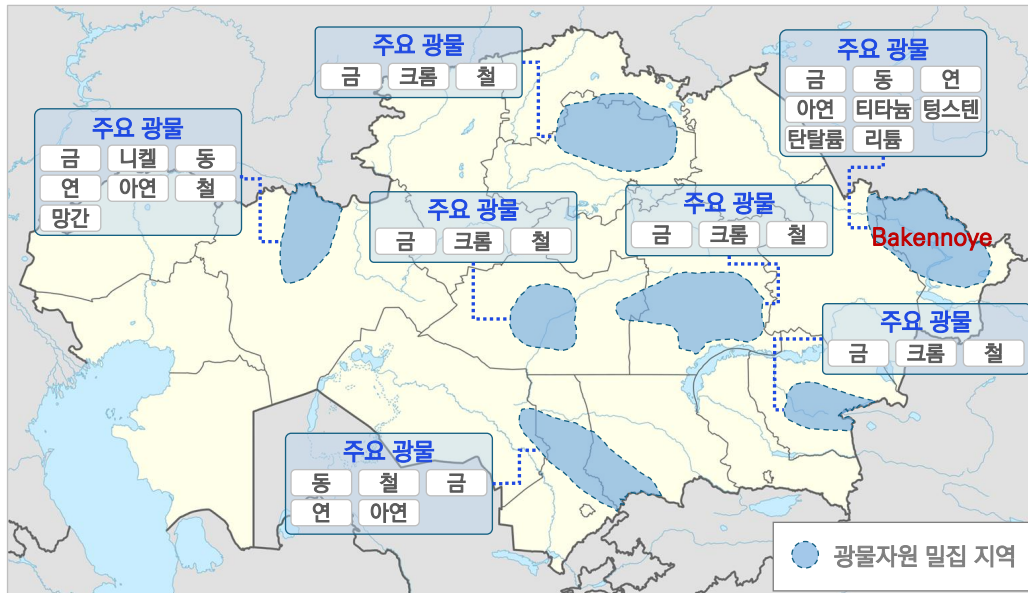 주요 광물
금 크롬 철
주요 광물
금 동 연
아연 티타늄 텅스텐
탄탈륨 리튬
주요 광물
금 니켈 동
연 아연 철
망간
주요 광물
금 크롬 철
주요 광물
금 크롬 철
Bakennoye
주요 광물
금 크롬 철
주요 광물
동 철 금
연 아연
광물자원 밀집 지역